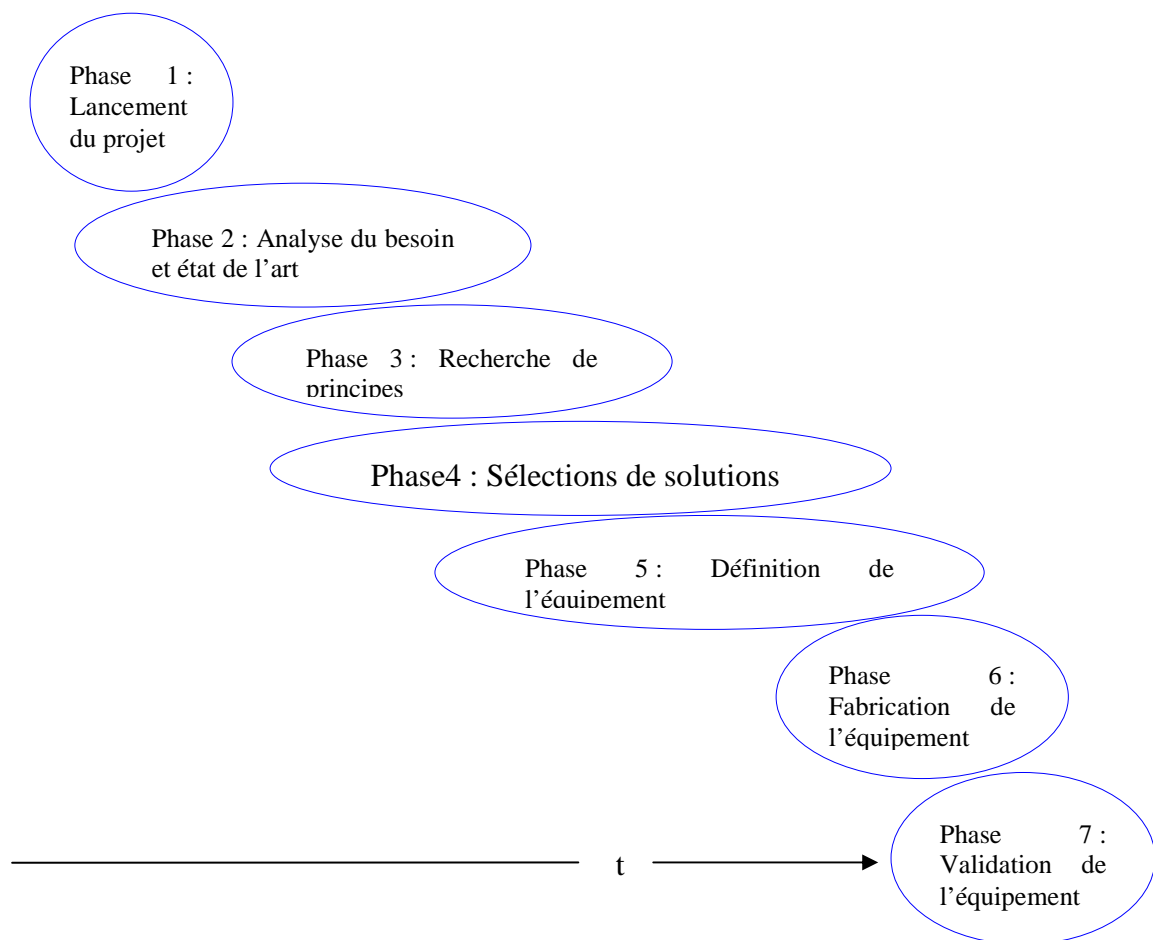 Phase 1 :
Lancement
du projet
Phase 2 : Analyse du besoin
et état de l’art
Phase 3 : Recherche de
principes
Phase4 : Sélections de solutions
Phase 5 : Définition de
l’équipement
Phase 6 :
Fabrication de
l’équipement
Phase 7 :
Validation de
l’équipement
t